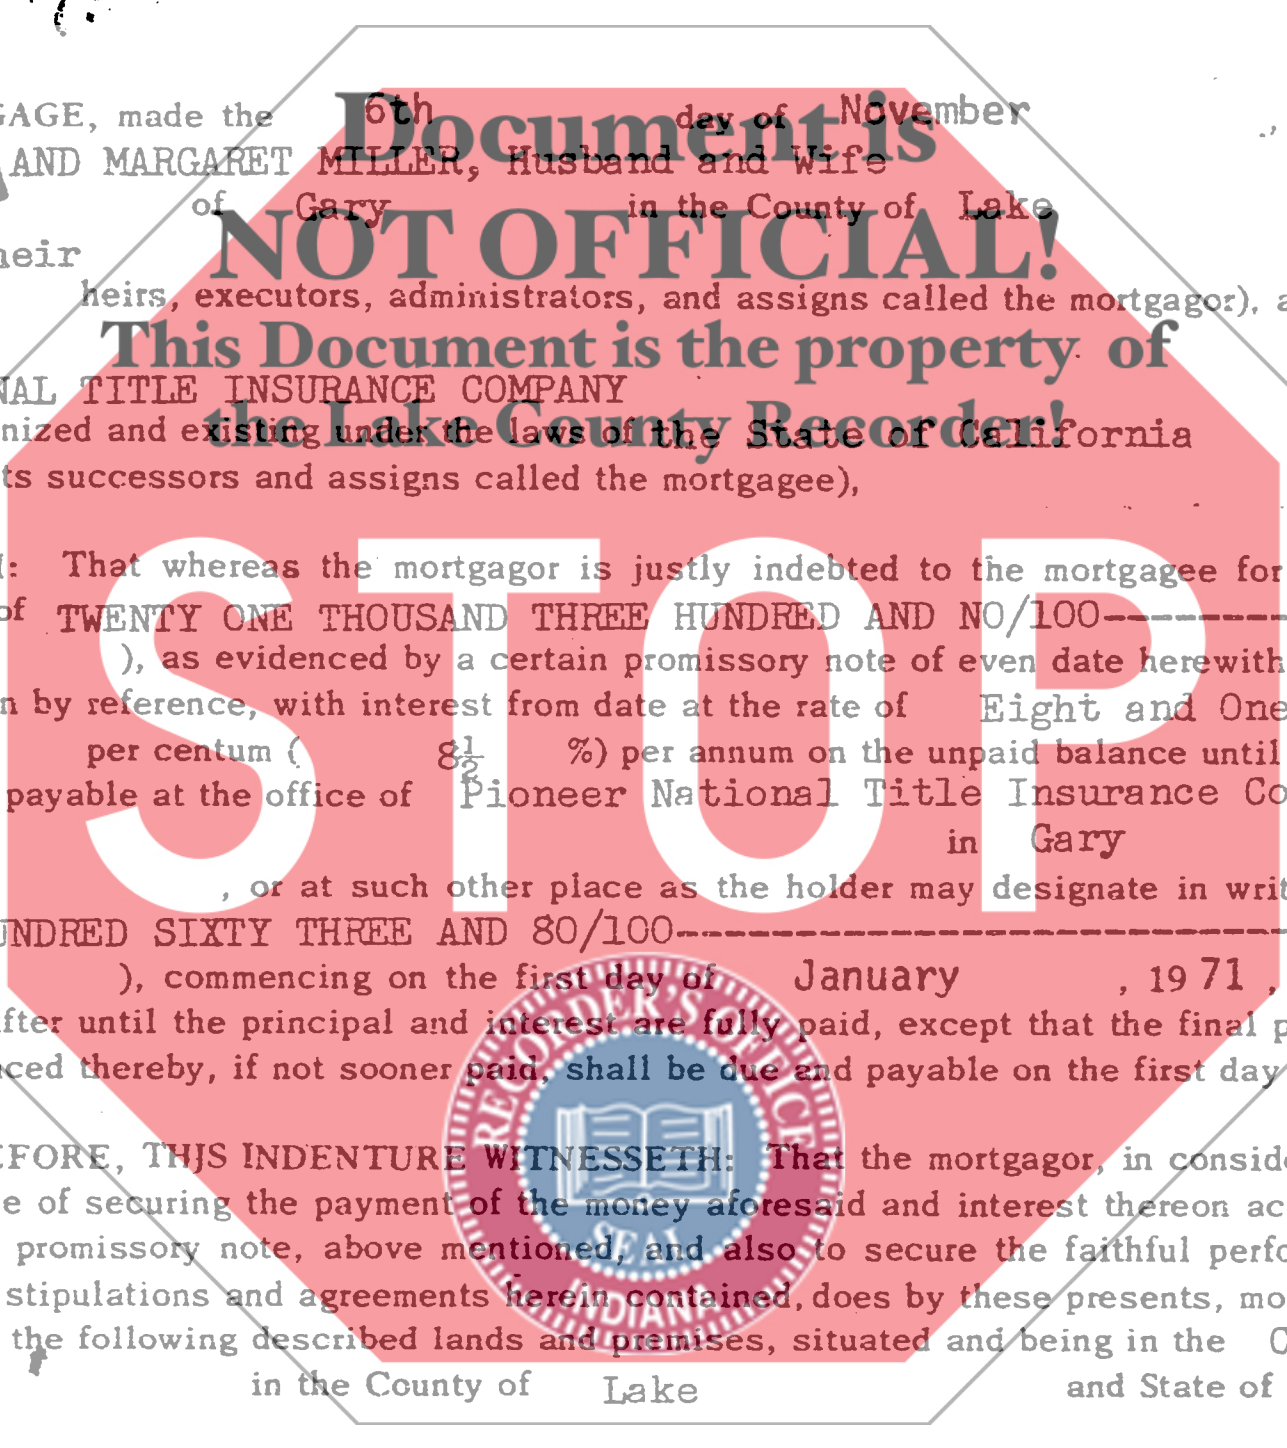 GAGE, made the 6th day of November
AND MARGARET MILLER, Husband and Wife
of Gary in the County of Lake
heir
heirs, executors, administrators, and assigns called the mortgagor), a
NAL TITLE INSURANCE COMPANY
nized and existing under the laws of the State of California
ts successors and assigns called the mortgagee),
: That whereas the mortgagor is justly indebted to the mortgagee for
of TWENTY ONE THOUSAND THREE HUNDRED AND NO/100----------
), as evidenced by a certain promissory note of even date herewith
n by reference, with interest from date at the rate of Eight and One
per centum ( 8½ %) per annum on the unpaid balance until
payable at the office of Pioneer National Title Insurance Co
in Gary
, or at such other place as the holder may designate in writ
UNDRED SIXTY THREE AND 80/100------------------------------
), commencing on the first day of January , 19 71 ,
fter until the principal and interest are fully paid, except that the final p
ced thereby, if not sooner paid, shall be due and payable on the first day
EFORE, THIS INDENTURE WITNESSETH: That the mortgagor, in conside
e of securing the payment of the money aforesaid and interest thereon ac
promissory note, above mentioned, and also to secure the faithful perfo
stipulations and agreements herein contained, does by these presents, mo
the following described lands and premises, situated and being in the C
in the County of Lake and State of
Document is
NOT OFFICIAL!
This Document is the property of
the Lake County Recorder!
STOP
RECORDER'S OFFICE
SEAL
INDIANA